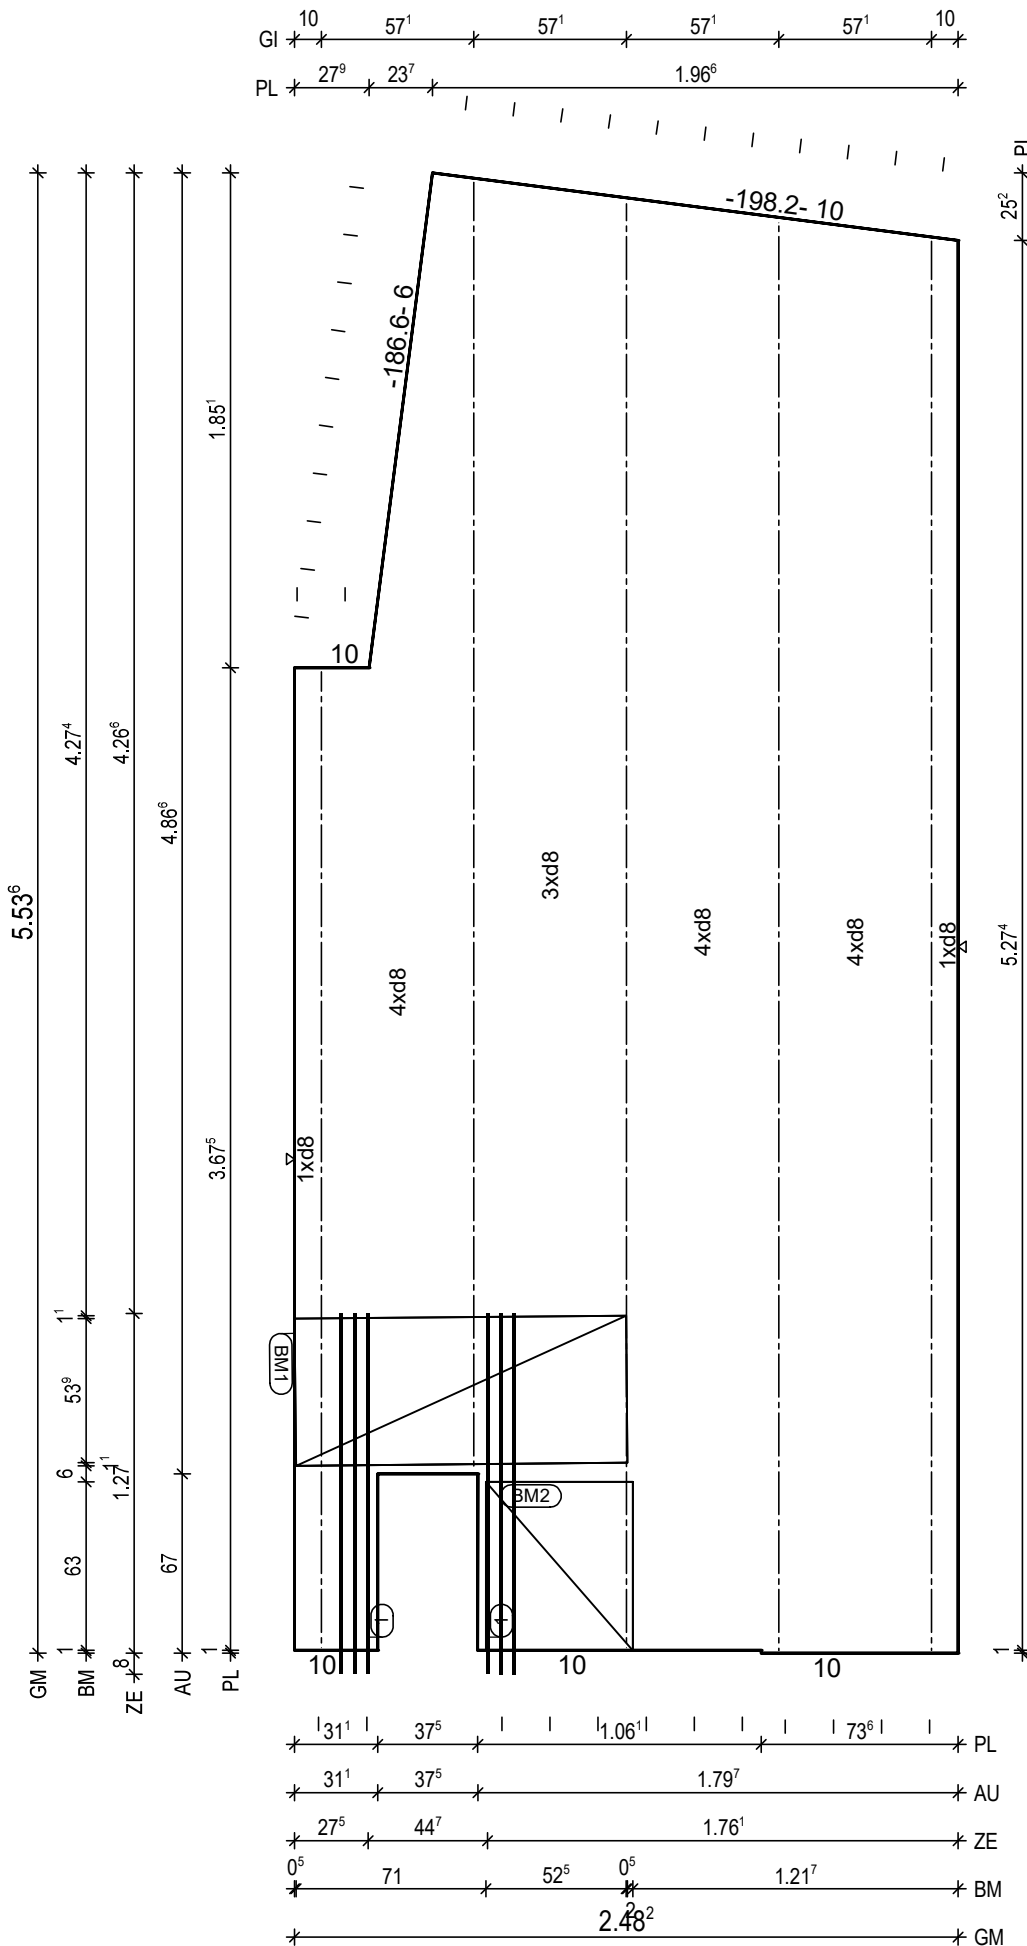 10 57¹ 57¹ 57¹ 57¹ 10
GI
27⁹ 23⁷ 1.96⁶
PL
PL
25²
-198.2- 10
-186.6- 6
1.85¹
10
4.27⁴
4.26⁶
4.86⁶
5.53⁶
3xd8
4xd8
4xd8
1xd8
5.27⁴
4xd8
1xd8
3.67⁵
1¹
BM1
53⁹
1¹
6
1.27¹
BM2
63
67
1 1
1
1 8 1 1
GM BM ZE AU PL
10 10 10
31¹ 37⁵ 1.06¹ 73⁶ PL
31¹ 37⁵ 1.79⁷ AU
27⁵ 44⁷ 1.76¹ ZE
0⁵ 71 52⁵ 0⁵ 2 1.21⁷ BM
2.48² GM